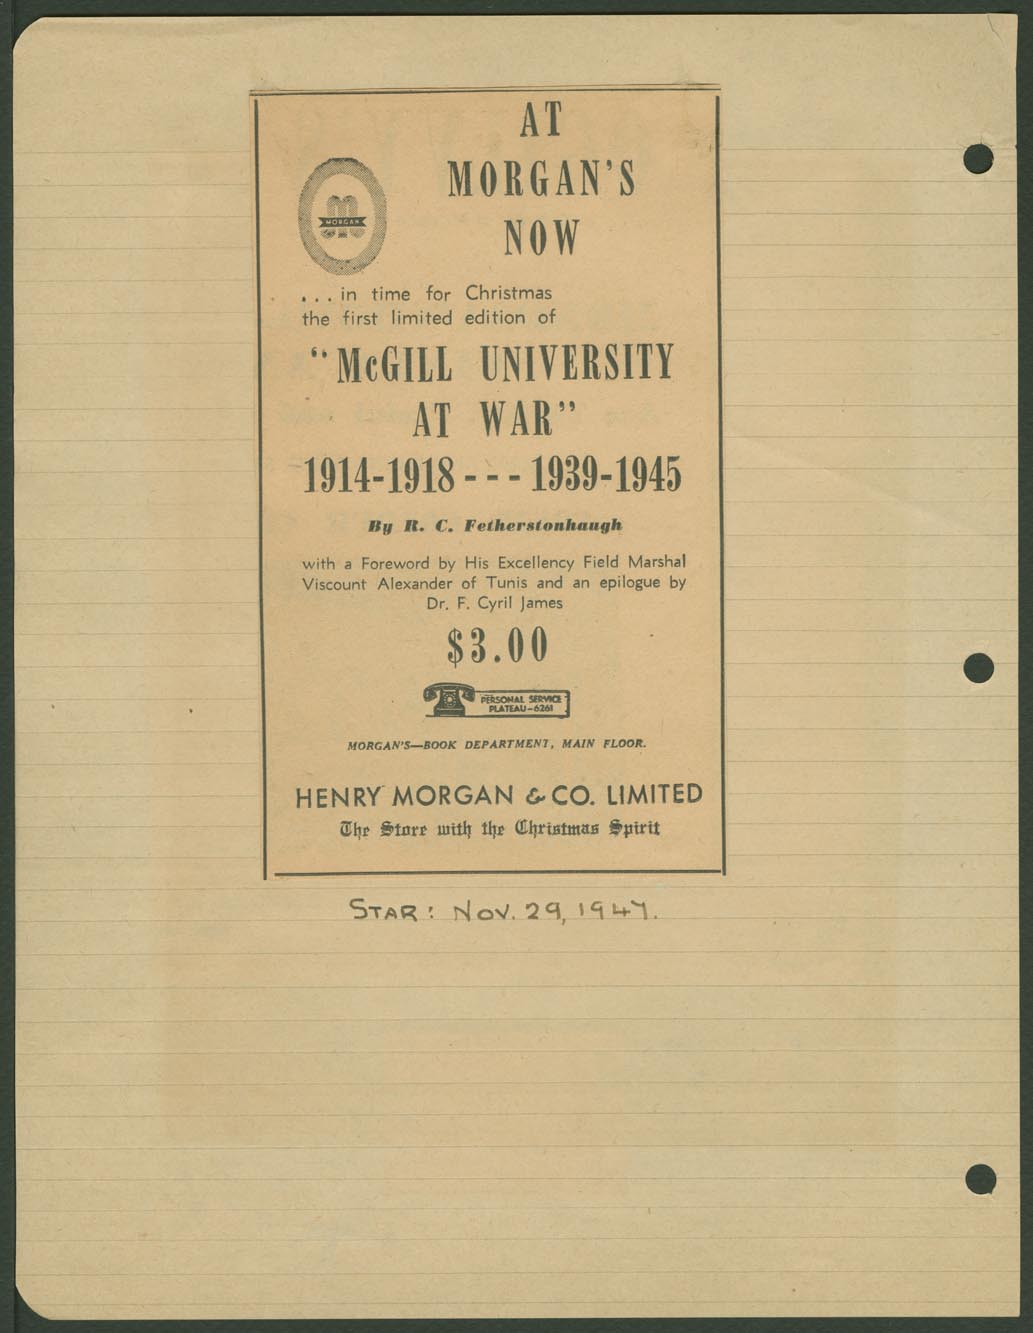 AT
MORGAN'S
NOW
MORGAN
... in time for Christmas
the first limited edition of
"McGILL UNIVERSITY
AT WAR"
1914-1918 - - - 1939-1945
By R. C. Fetherstonhaugh
with a Foreword by His Excellency Field Marshal
Viscount Alexander of Tunis and an epilogue by
Dr. F. Cyril James
$3.00
PERSONAL SERVICE
PLATEAU-6261
MORGAN'S—BOOK DEPARTMENT, MAIN FLOOR.
HENRY MORGAN & CO. LIMITED
The Store with the Christmas Spirit
STAR: NOV. 29, 1947.